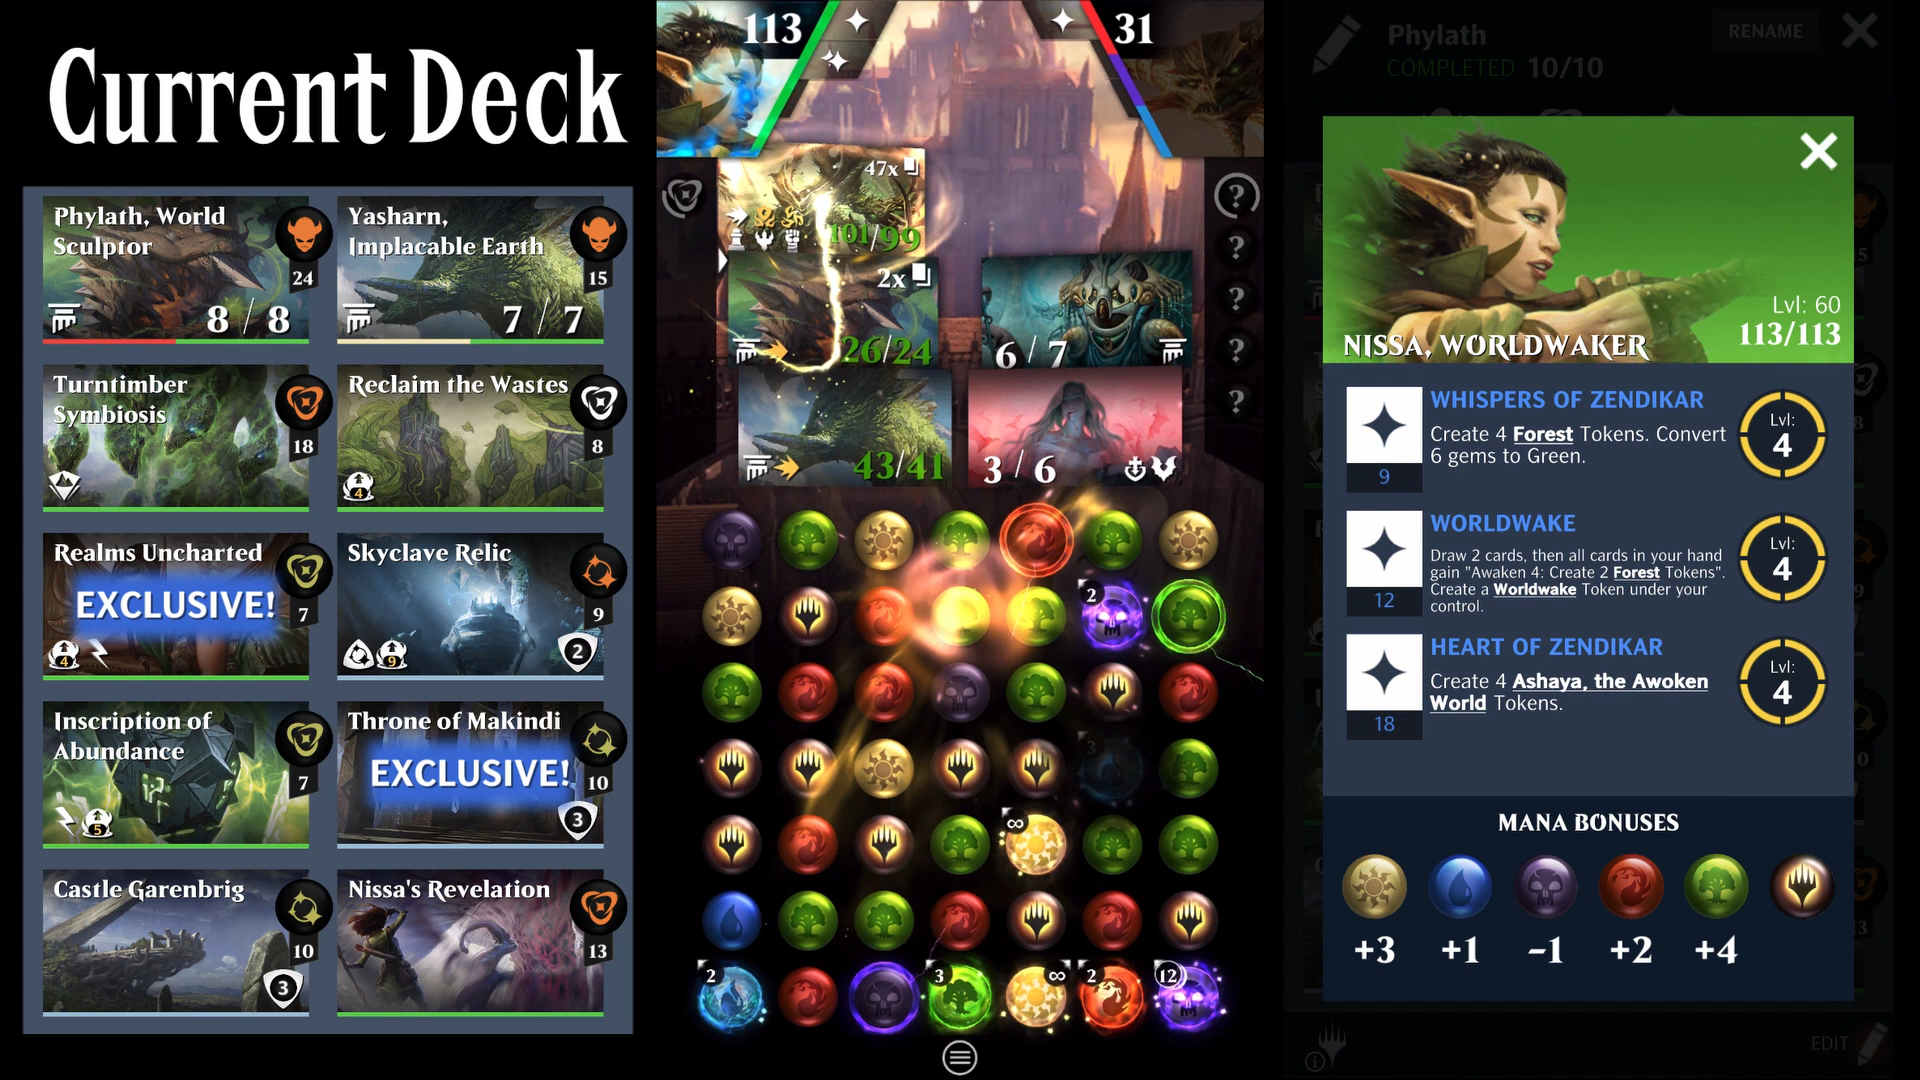 Current Deck
Phylath, World
Sculptor
24
8 / 8
Yasharn,
Implacable Earth
15
7 / 7
Turntimber
Symbiosis
18
Reclaim the Wastes
8
4
Realms Uncharted
EXCLUSIVE!
7
4
Skyclave Relic
9
9
2
Inscription of
Abundance
7
5
Throne of Makindi
EXCLUSIVE!
10
3
Castle Garenbrig
10
3
Nissa's Revelation
13
113
31
47x
101/99
2x
26/24
6 / 7
43/41
3 / 6
?
?
?
?
?
2
3
∞
2
3
∞
2
12
Phylath
RENAME
COMPLETED 10/10
Lvl: 60
113/113
NISSA, WORLDWAKER
WHISPERS OF ZENDIKAR
Create 4 Forest Tokens. Convert
6 gems to Green.
9
Lvl:
4
WORLDWAKE
Draw 2 cards, then all cards in your hand
gain "Awaken 4: Create 2 Forest Tokens".
Create a Worldwake Token under your
control.
12
Lvl:
4
HEART OF ZENDIKAR
Create 4 Ashaya, the Awoken
World Tokens.
18
Lvl:
4
MANA BONUSES
+3 +1 -1 +2 +4
EDIT